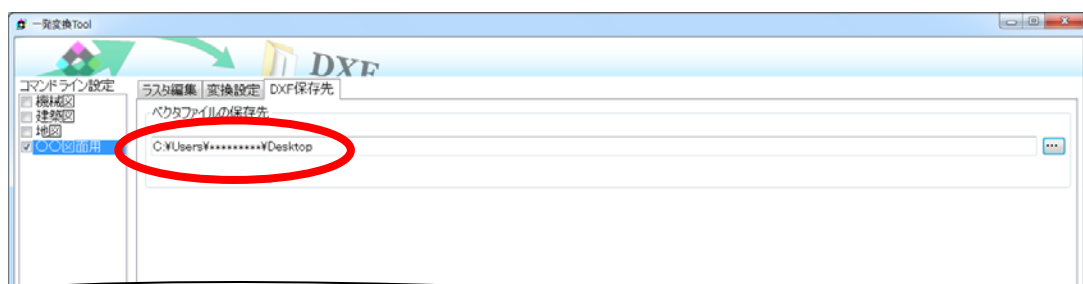 一発変換Tool
DXF
コマンドライン設定
機械図
建築図
地図
〇〇図面用
ラスタ編集 変換設定 DXF保存先
ベクタファイルの保存先
C:¥Users¥•••••••••¥Desktop
...